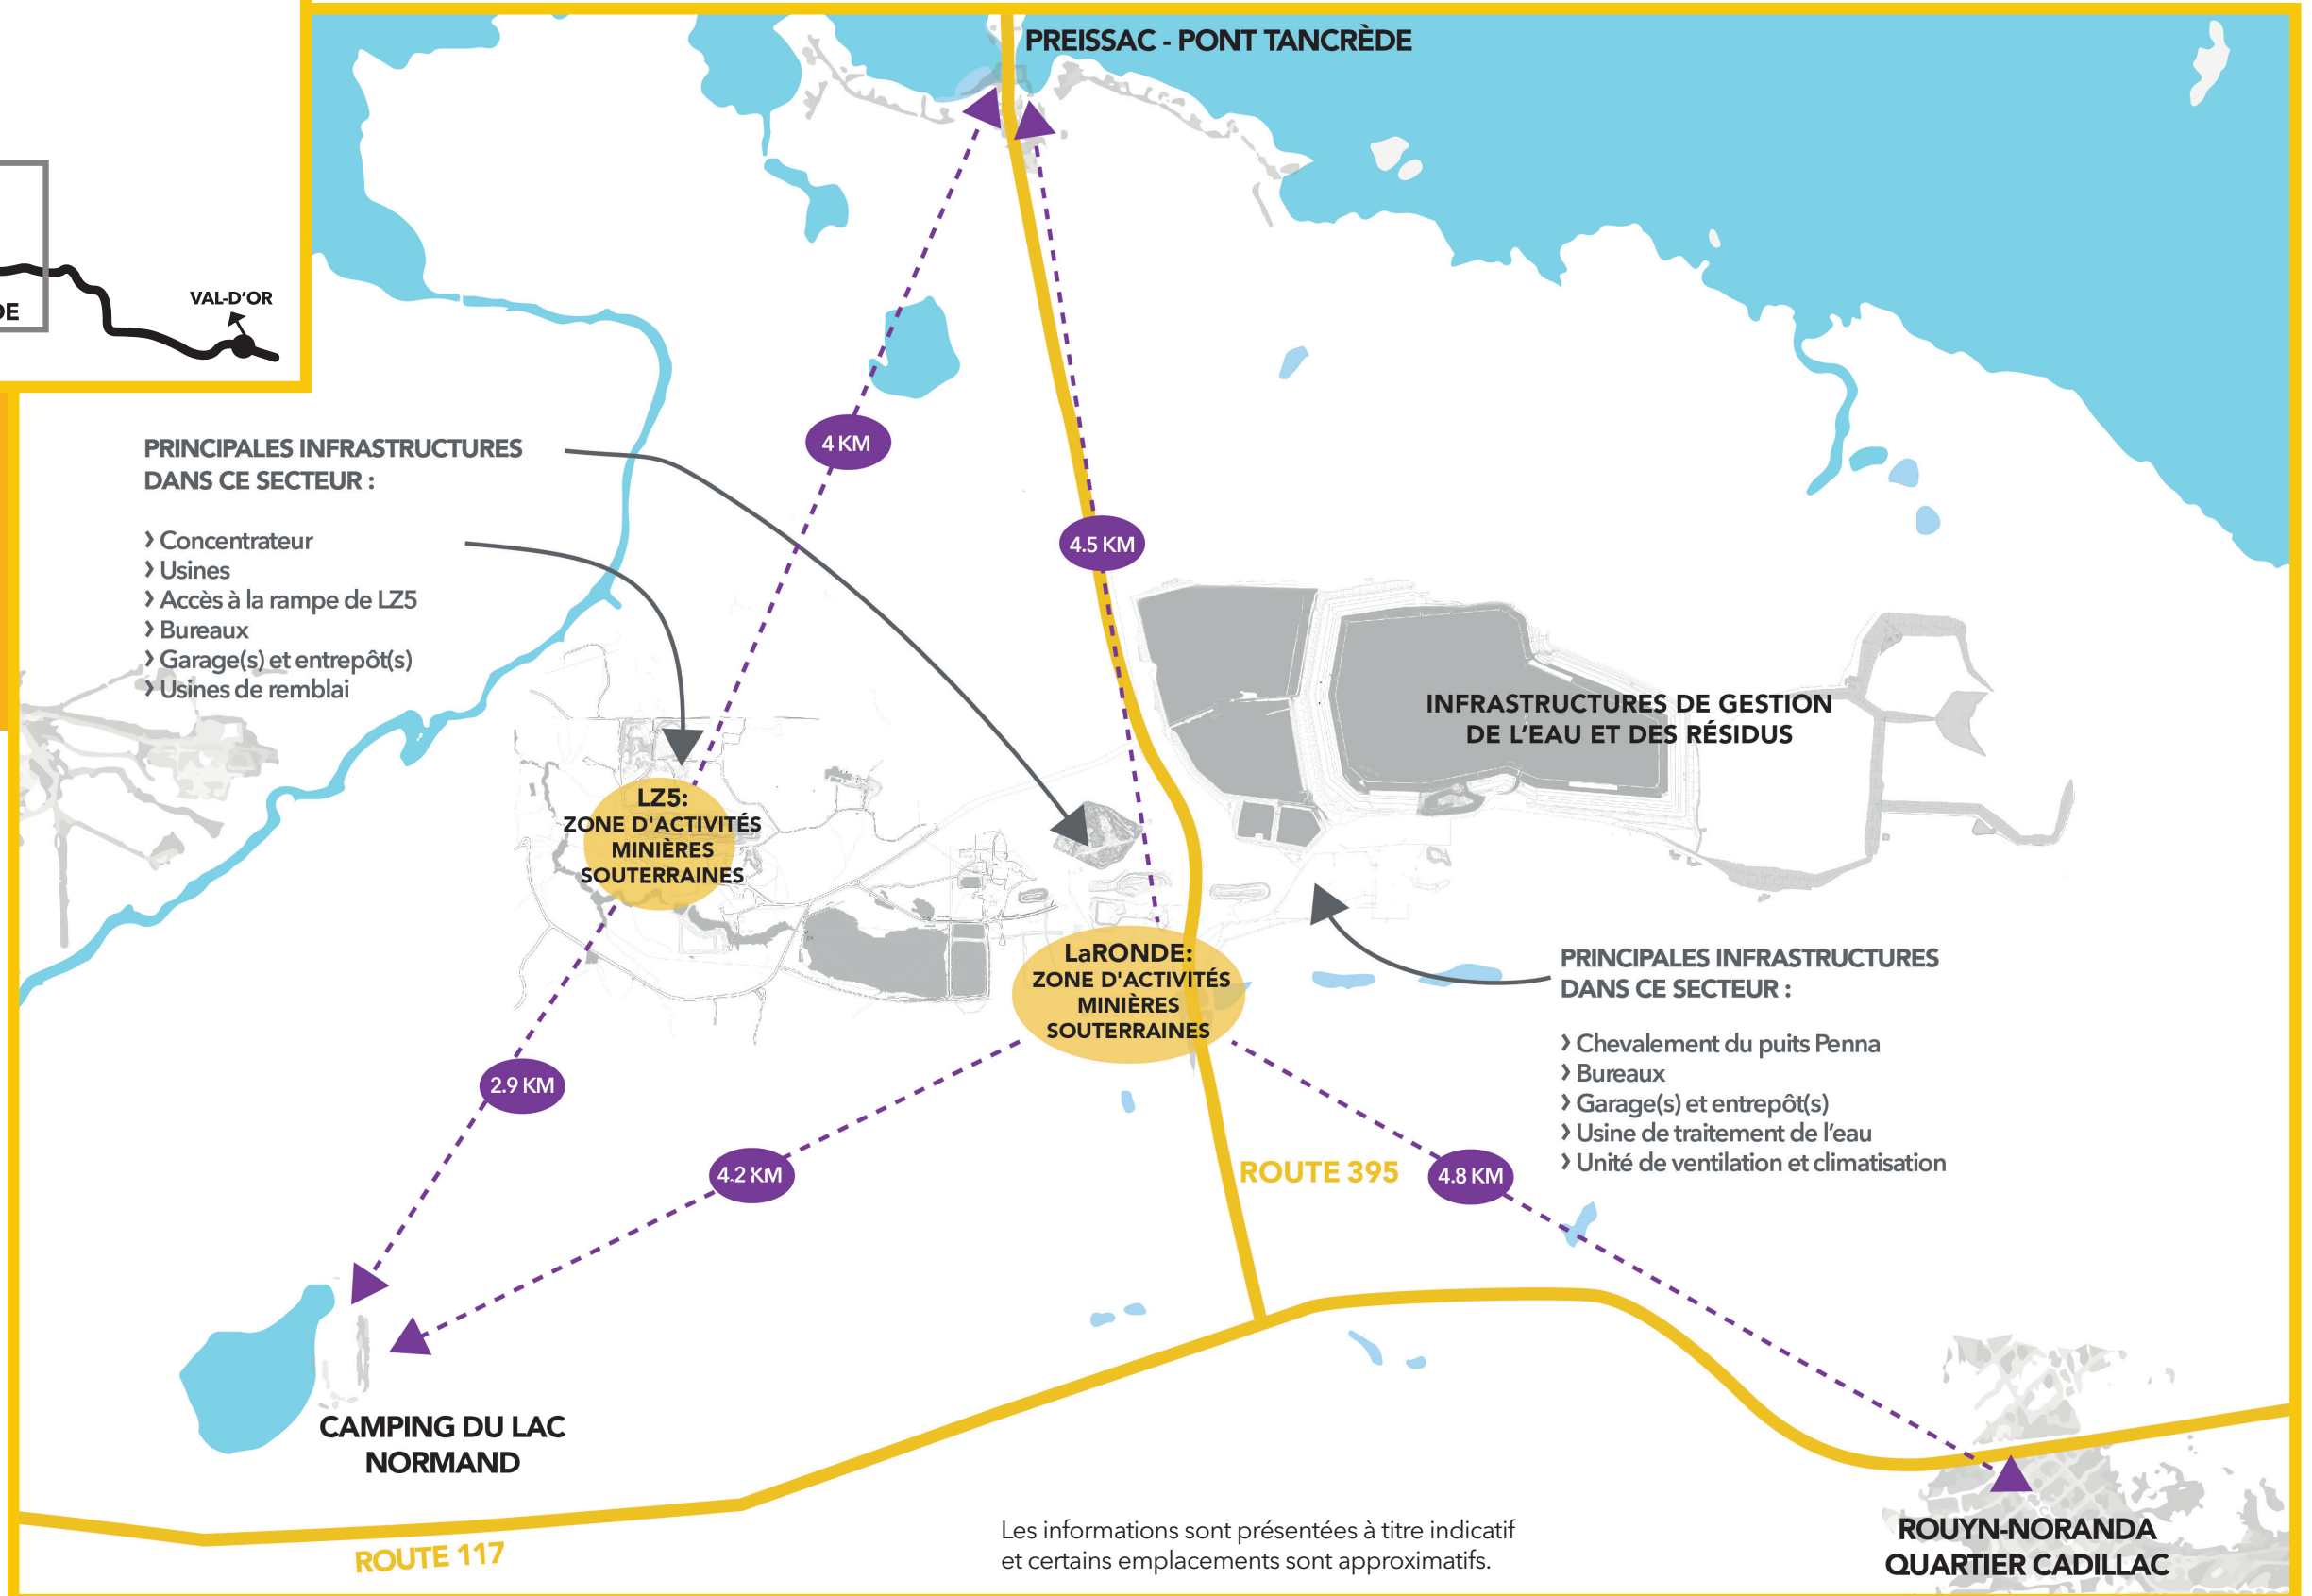 PREISSAC - PONT TANCRÈDE
DE
VAL-D'OR
PRINCIPALES INFRASTRUCTURES
DANS CE SECTEUR :
› Concentrateur
› Usines
› Accès à la rampe de LZ5
› Bureaux
› Garage(s) et entrepôt(s)
› Usines de remblai
4 KM
4.5 KM
INFRASTRUCTURES DE GESTION
DE L'EAU ET DES RÉSIDUS
LZ5:
ZONE D'ACTIVITÉS
MINIÈRES
SOUTERRAINES
LaRONDE:
ZONE D'ACTIVITÉS
MINIÈRES
SOUTERRAINES
PRINCIPALES INFRASTRUCTURES
DANS CE SECTEUR :
› Chevalement du puits Penna
› Bureaux
› Garage(s) et entrepôt(s)
› Usine de traitement de l'eau
› Unité de ventilation et climatisation
2.9 KM
4.2 KM
ROUTE 395
4.8 KM
CAMPING DU LAC
NORMAND
ROUTE 117
Les informations sont présentées à titre indicatif
et certains emplacements sont approximatifs.
ROUYN-NORANDA
QUARTIER CADILLAC